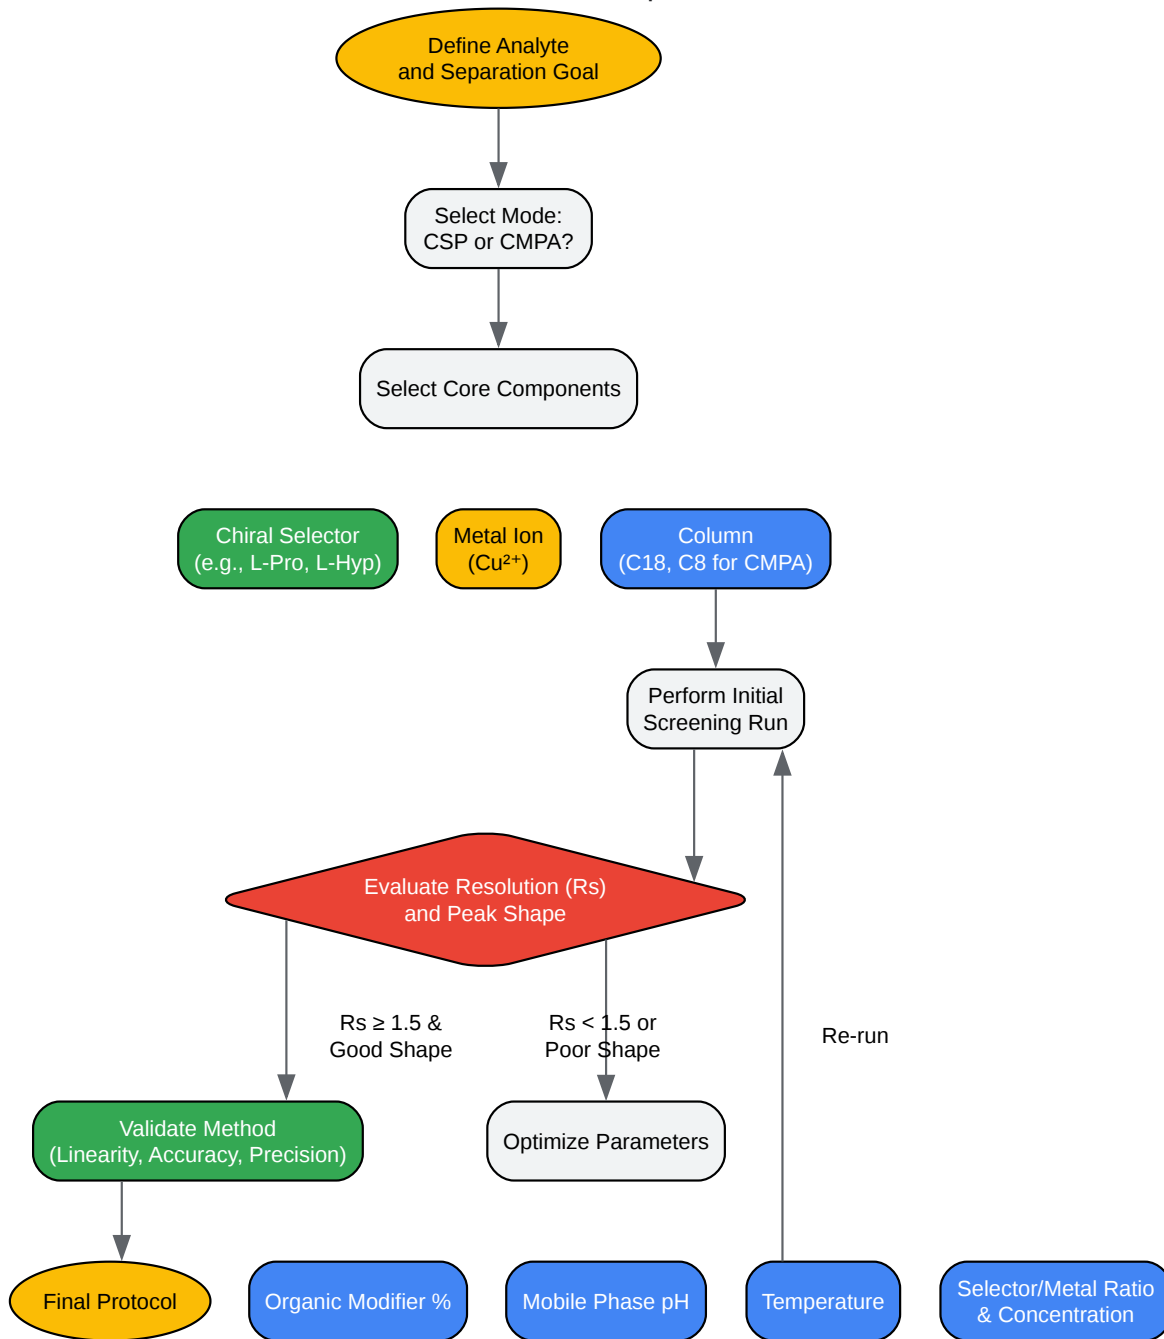 Define Analyte
and Separation Goal
Select Mode:
CSP or CMPA?
Select Core Components
Chiral Selector
(e.g., L-Pro, L-Hyp)
Metal Ion
(Cu²⁺)
Column
(C18, C8 for CMPA)
Perform Initial
Screening Run
Evaluate Resolution (Rs)
and Peak Shape
Rs ≥ 1.5 &
Good Shape
Rs < 1.5 or
Poor Shape
Re-run
Validate Method
(Linearity, Accuracy, Precision)
Optimize Parameters
Final Protocol
Organic Modifier %
Mobile Phase pH
Temperature
Selector/Metal Ratio
& Concentration